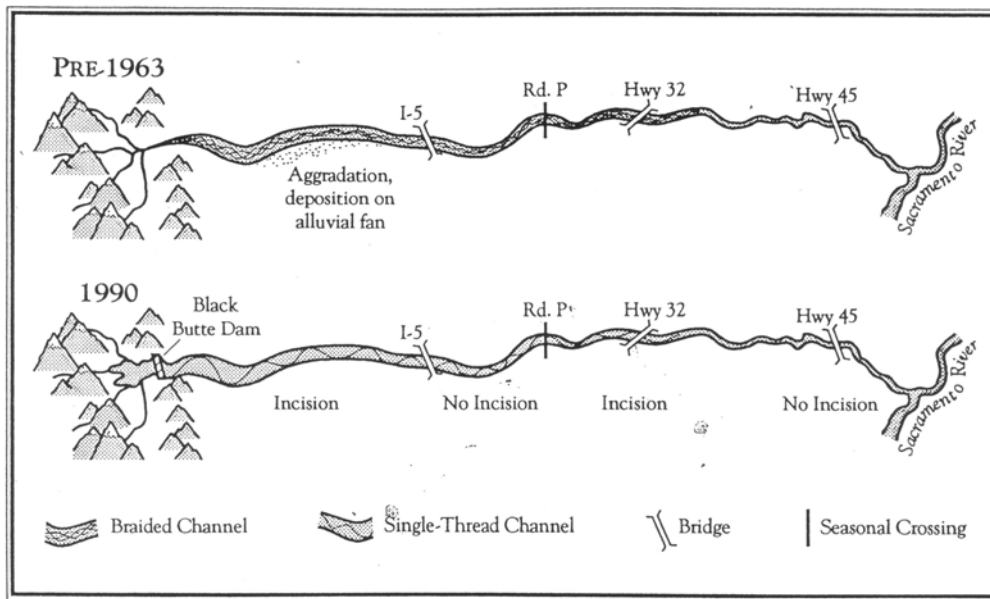 PRE-1963
I-5
Rd. P
Hwy 32
Hwy 45
Aggradation,
deposition on
alluvial fan
Sacramento River
1990
Black
Butte Dam
I-5
Rd. P
Hwy 32
Hwy 45
Incision
No Incision
Incision
No Incision
Sacramento River
Braided Channel
Single-Thread Channel
Bridge
Seasonal Crossing